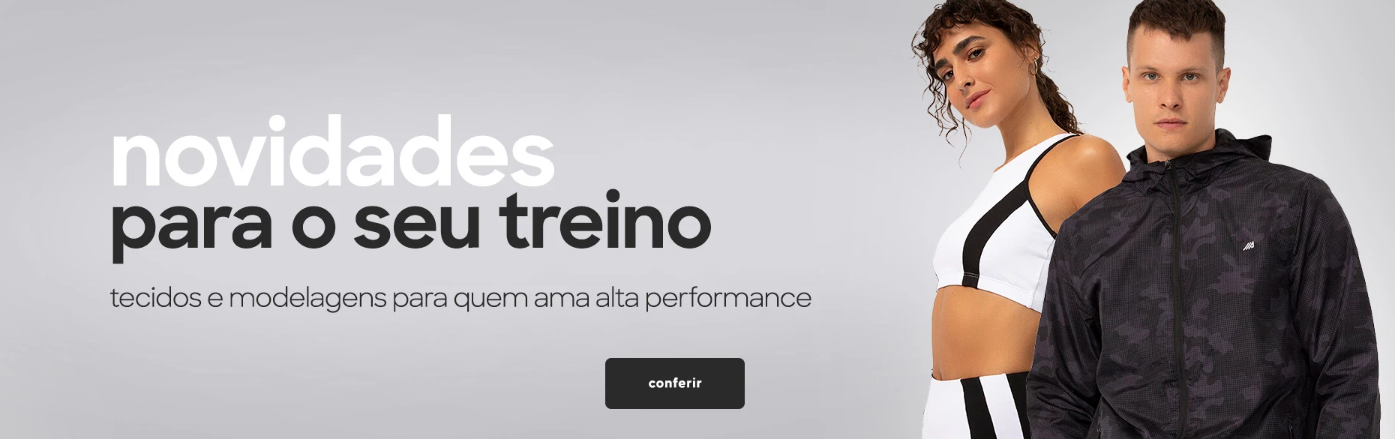 novidades
para o seu treino
tecidos e modelagens para quem ama alta performance
conferir